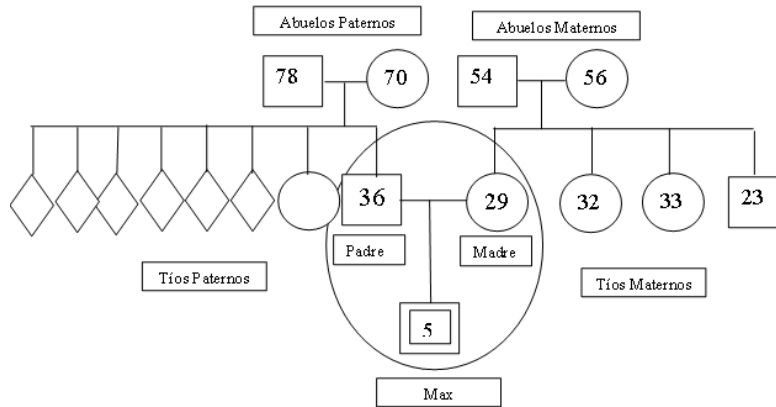 Abuelos Paternos
Abuelos Maternos
78
70
54
56
36
29
32
33
23
Padre
Madre
Tíos Paternos
Tíos Maternos
5
Max